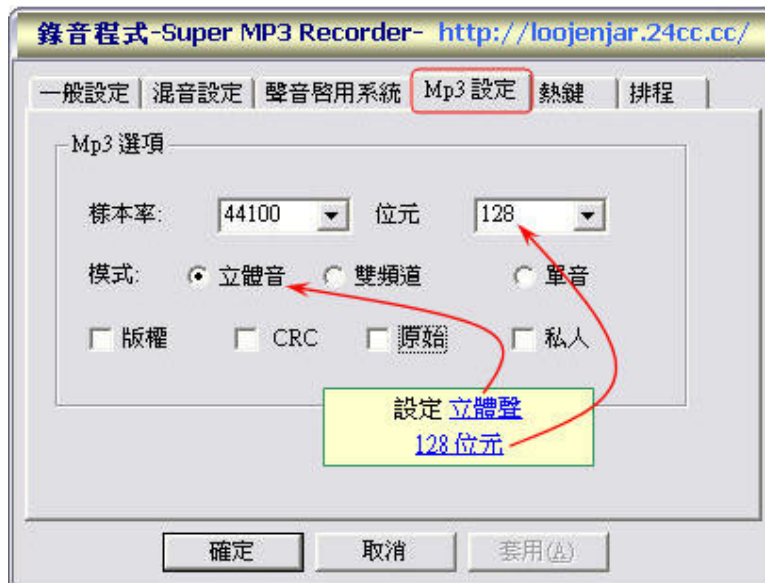 錄音程式-Super MP3 Recorder- http://loojenjar.24cc.cc/
一般設定 混音設定 聲音啓用系統 Mp3 設定 熱鍵 排程
Mp3 選項
樣本率: 44100 位元 128
模式: 立體音 雙頻道 單音
版權 CRC 原始 私人
設定 立體聲
128 位元
確定 取消 套用(A)